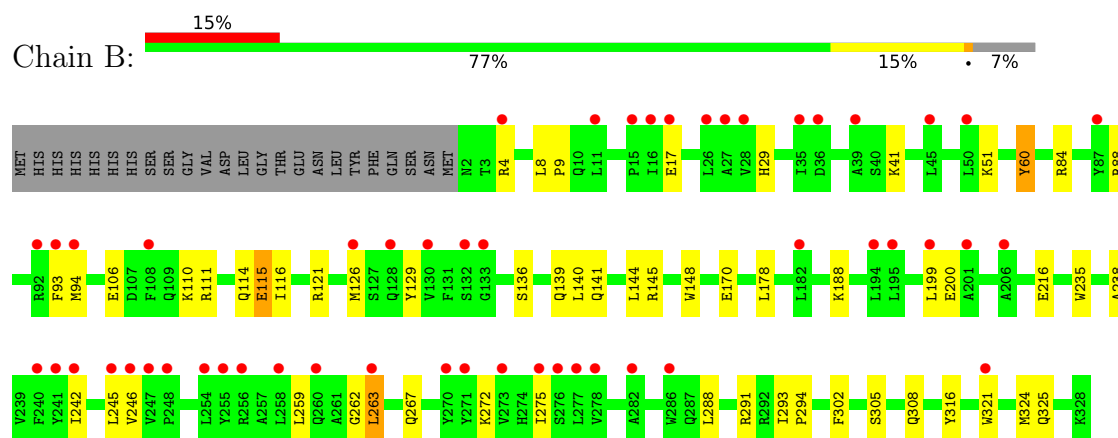 15%
Chain B:
77% 15% • 7%
MET HIS HIS HIS HIS HIS HIS SER SER GLY VAL ASP LEU GLY THR GLU ASN LEU TYR PHE GLN SER ASN MET N2 T3 R4 L8 P9 Q10 L11 P15 I16 E17 L26 A27 V28 H29 I35 D36 A39 S40 K41 L45 L50 K51 Y60 R84 Y87 R88
R92 F93 M94 E106 D107 F108 Q109 K110 R111 Q114 E115 I116 R121 M126 S127 Q128 Y129 V130 F131 S132 G133 S136 Q139 L140 Q141 L144 R145 W148 E170 L178 L182 K188 L194 L195 L199 E200 A201 A206 E216 W235 A238
V239 F240 Y241 I242 L245 V246 V247 P248 L254 Y255 R256 A257 L258 L259 Q260 A261 G262 L263 Q267 Y270 Y271 K272 V273 H274 I275 S276 L277 V278 A282 W286 Q287 L288 R291 R292 I293 P294 F302 S305 Q308 Y316 W321 M324 Q325 K328